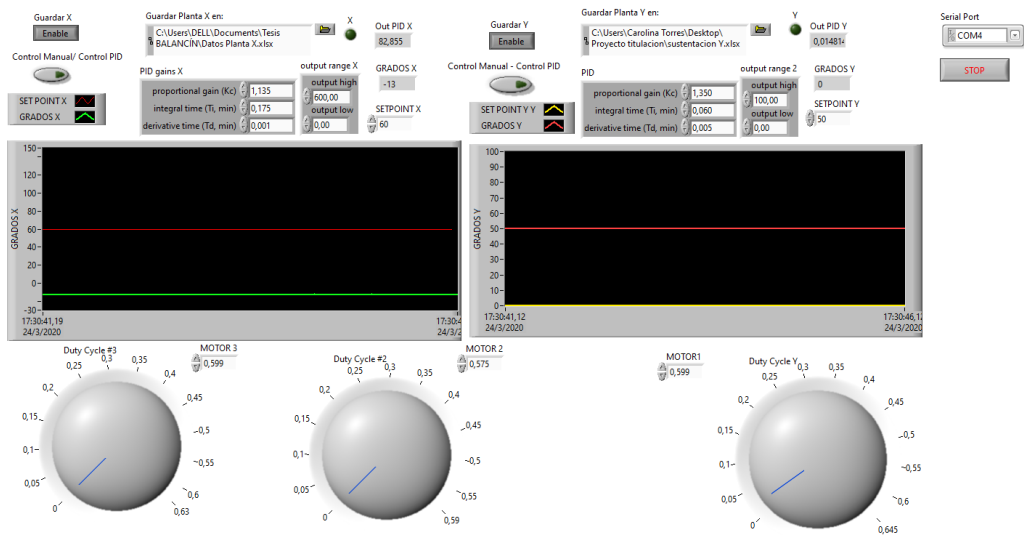 Guardar X
Enable
Guardar Planta X en:
C:\Users\DELL\Documents\Tesis
BALANCÍN\Datos Planta X.xlsx
X
Out PID X
82,855
Control Manual/ Control PID
PID gains X
proportional gain (Kc) 1,135
integral time (Ti, min) 0,175
derivative time (Td, min) 0,001
output range X
output high
600,00
output low
0,00
GRADOS X
-13
SETPOINT X
60
SET POINT X
GRADOS X
Guardar Y
Enable
Guardar Planta Y en:
C:\Users\Carolina Torres\Desktop\
Proyecto titulacion\sustentacion Y.xlsx
Y
Out PID Y
0,01481
Control Manual - Control PID
PID
proportional gain (Kc) 1,350
integral time (Ti, min) 0,060
derivative time (Td, min) 0,005
output range 2
output high
100,00
output low
0,00
GRADOS Y
0
SETPOINT Y
50
SET POINT Y Y
GRADOS Y
Serial Port
COM4
STOP
GRADOS X
150
120
100
80
60
40
20
0
-30
17:30:41,19
24/3/2020
17:30:4
24/3/2020
GRADOS Y
100
90
80
70
60
50
40
30
20
10
0
17:30:41,12
24/3/2020
17:30:46,12
24/3/2020
Duty Cycle #3
0
0,05
0,1
0,15
0,2
0,25
0,3
0,35
0,4
0,45
0,5
0,55
0,6
0,63
MOTOR 3
0,599
Duty Cycle #2
0
0,05
0,1
0,15
0,2
0,25
0,3
0,35
0,4
0,45
0,5
0,55
0,59
MOTOR 2
0,575
MOTOR1
0,599
Duty Cycle Y
0
0,05
0,1
0,15
0,2
0,25
0,3
0,35
0,4
0,45
0,5
0,55
0,6
0,645